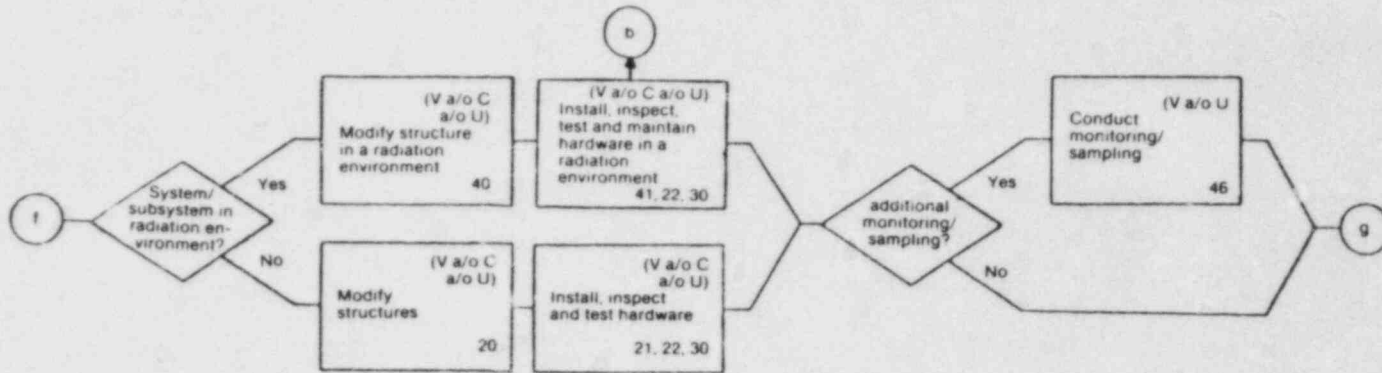 b
(V a/o C
a/o U)
Modify structure
in a radiation
environment
40
(V a/o C a/o U)
Install, inspect,
test and maintain
hardware in a
radiation
environment
41, 22, 30
(V a/o U
Conduct
monitoring/
sampling
46
f
System/
subsystem in
radiation en-
vironment?
Yes
No
(V a/o C
a/o U)
Modify
structures
20
(V a/o C
a/o U)
Install, inspect
and test hardware
21, 22, 30
additional
monitoring/
sampling?
Yes
No
g